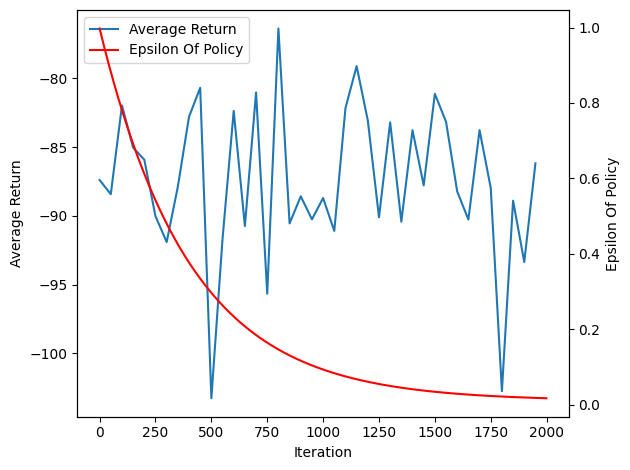 Average Return
Epsilon Of Policy
−80
−85
−90
−95
−100
Average Return
1.0
0.8
0.6
0.4
0.2
0.0
Epsilon Of Policy
0 250 500 750 1000 1250 1500 1750 2000
Iteration